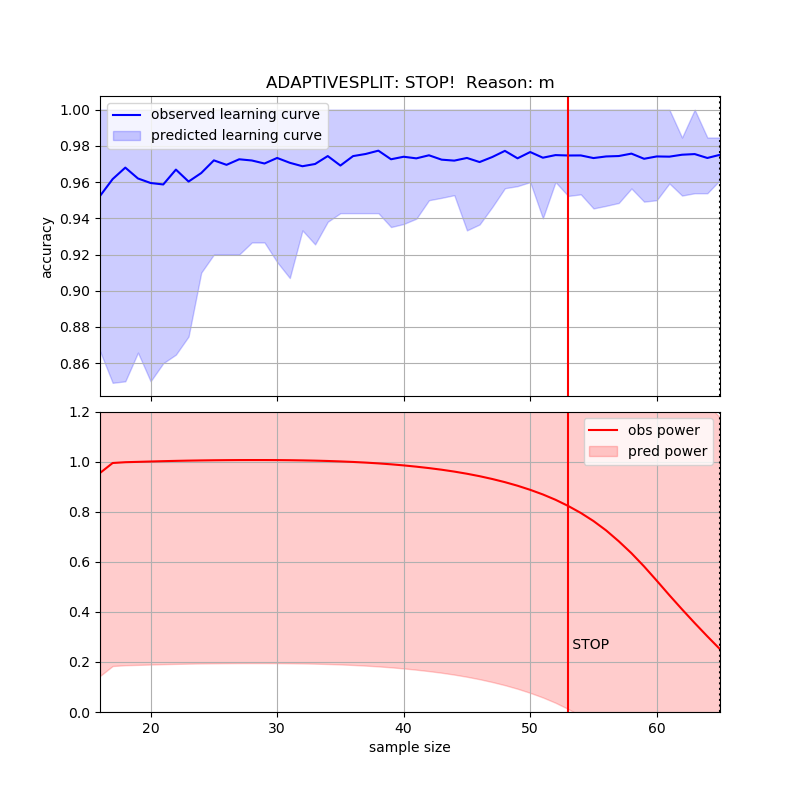 ADAPTIVESPLIT: STOP!  Reason: m
observed learning curve
predicted learning curve
1.00
0.98
0.96
0.94
0.92
0.90
0.88
0.86
accuracy
obs power
pred power
1.2
1.0
0.8
0.6
0.4
0.2
0.0
STOP
20 30 40 50 60
sample size